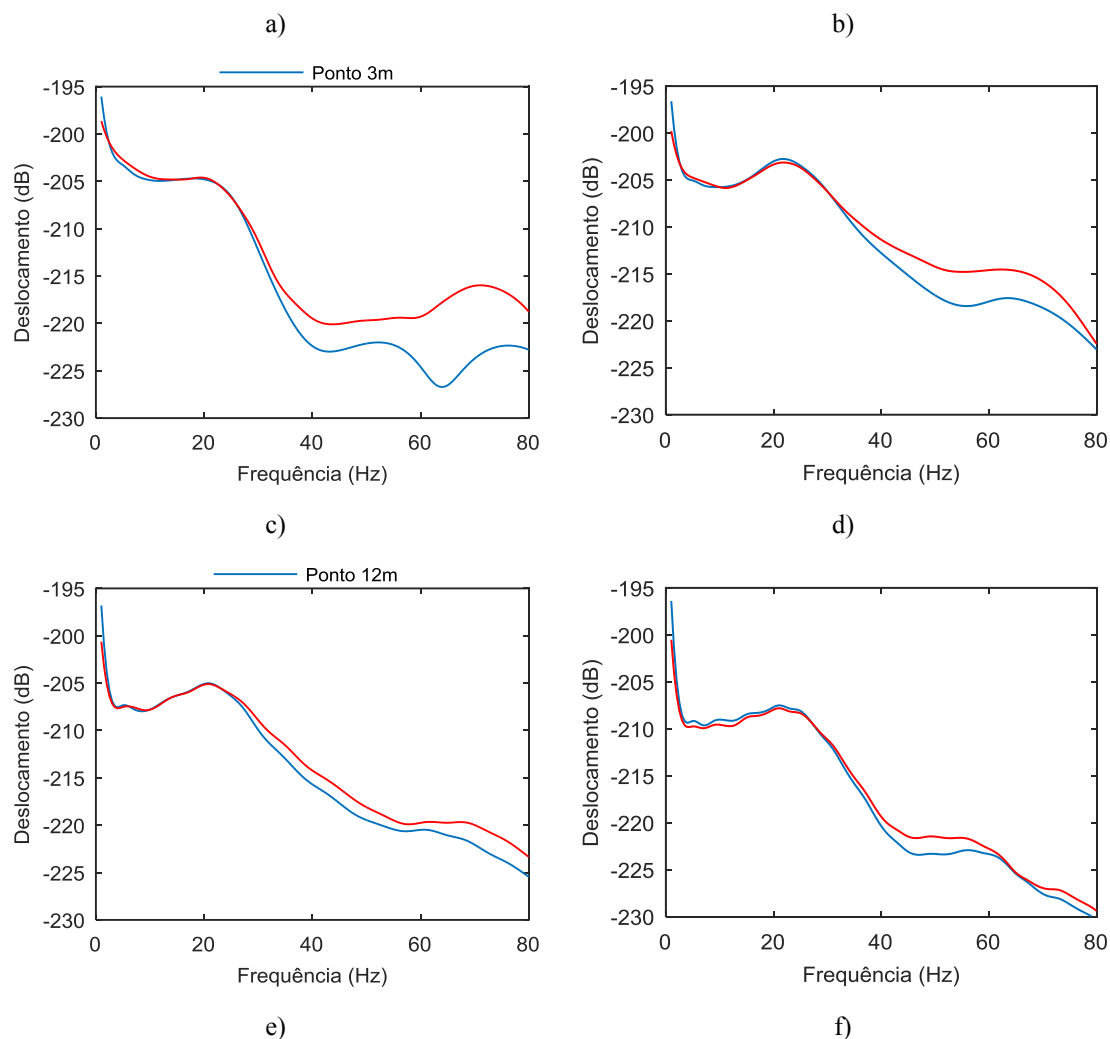 a)
b)
Ponto 3m
-195
-200
-205
-210
-215
-220
-225
-230
Deslocamento (dB)
0 20 40 60 80
Frequência (Hz)
-195
-200
-205
-210
-215
-220
-225
-230
Deslocamento (dB)
0 20 40 60 80
Frequência (Hz)
c)
d)
Ponto 12m
-195
-200
-205
-210
-215
-220
-225
-230
Deslocamento (dB)
0 20 40 60 80
Frequência (Hz)
-195
-200
-205
-210
-215
-220
-225
-230
Deslocamento (dB)
0 20 40 60 80
Frequência (Hz)
e)
f)